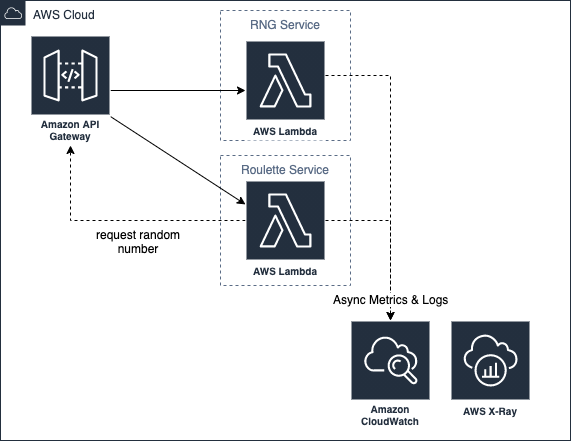 AWS Cloud
RNG Service
AWS Lambda
</>
Amazon API
Gateway
Roulette Service
AWS Lambda
request random
number
Async Metrics & Logs
Amazon
CloudWatch
AWS X-Ray